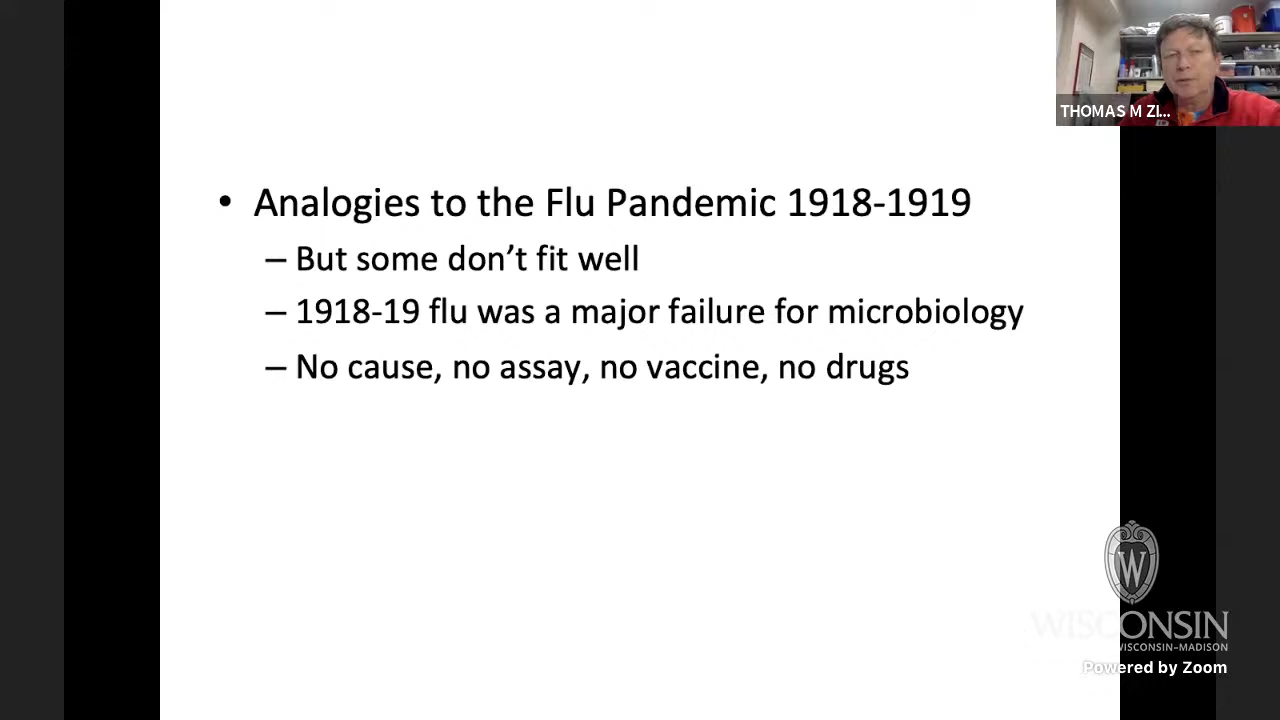 THOMAS M ZI...
• Analogies to the Flu Pandemic 1918-1919
– But some don’t fit well
– 1918-19 flu was a major failure for microbiology
– No cause, no assay, no vaccine, no drugs
W
WISCONSIN
WISCONSIN–MADISON
Powered by Zoom